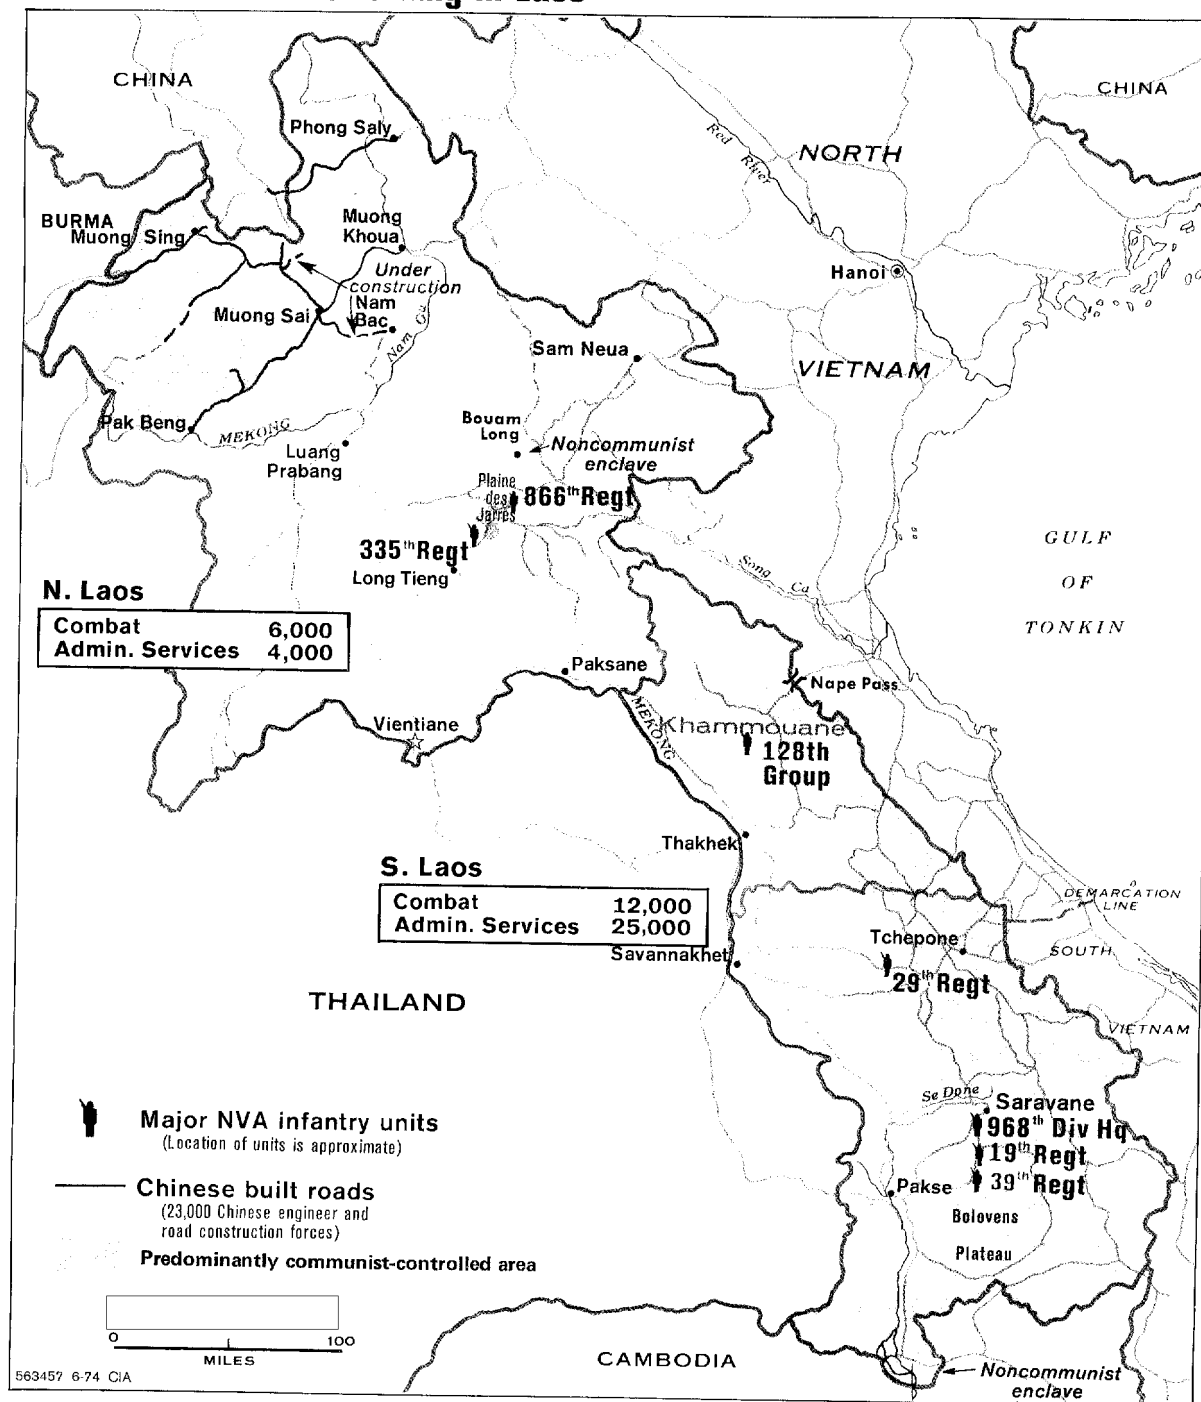 in Laos
CHINA
CHINA
Phong Saly
Red River
NORTH
BURMA
Muong Sing
Muong
Khoua
Hanoi
Under
construction
Muong Sai
Nam
Bac
Nam Ou
Sam Neua
VIETNAM
Pak Beng
MEKONG
Bouam
Long
Noncommunist
enclave
Luang
Prabang
Plaine
des
Jarres
866th Regt
335th Regt
Long Tieng
GULF
OF
TONKIN
Song Ca
N. Laos
Combat 6,000
Admin. Services 4,000
Paksane
Nape Pass
Vientiane
MEKONG
Khammouane
128th
Group
Thakhek
S. Laos
Combat 12,000
Admin. Services 25,000
DEMARCATION
LINE
Tchepone
SOUTH
Savannakhet
29th Regt
THAILAND
VIETNAM
Se Done
Saravane
968th Div Hq
19th Regt
39th Regt
Pakse
Bolovens
Plateau
Major NVA infantry units
(Location of units is approximate)
Chinese built roads
(23,000 Chinese engineer and
road construction forces)
Predominantly communist-controlled area
0 100
MILES
CAMBODIA
Noncommunist
enclave
563457 6-74 CIA